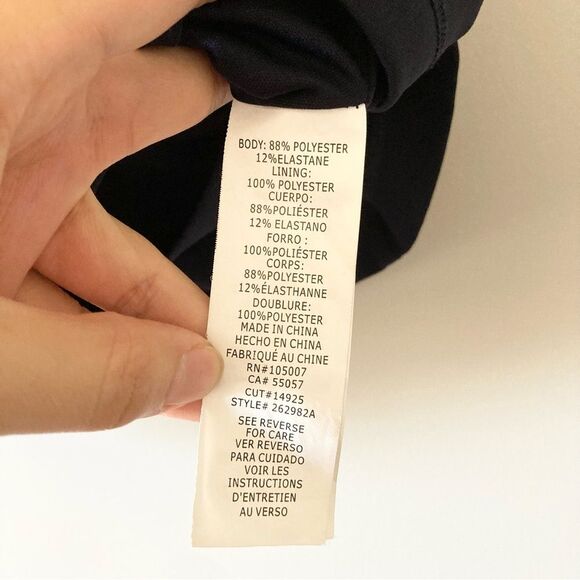 BODY: 88% POLYESTER
12%ELASTANE
LINING:
100% POLYESTER
CUERPO:
88%POLIÉSTER
12% ELASTANO
FORRO :
100%POLIÉSTER
CORPS:
88%POLYESTER
12%ÉLASTHANNE
DOUBLURE:
100%POLYESTER
MADE IN CHINA
HECHO EN CHINA
FABRIQUÉ AU CHINE
RN#105007
CA# 55057
CUT#14925
STYLE# 262982A
SEE REVERSE
FOR CARE
VER REVERSO
PARA CUIDADO
VOIR LES
INSTRUCTIONS
D'ENTRETIEN
AU VERSO